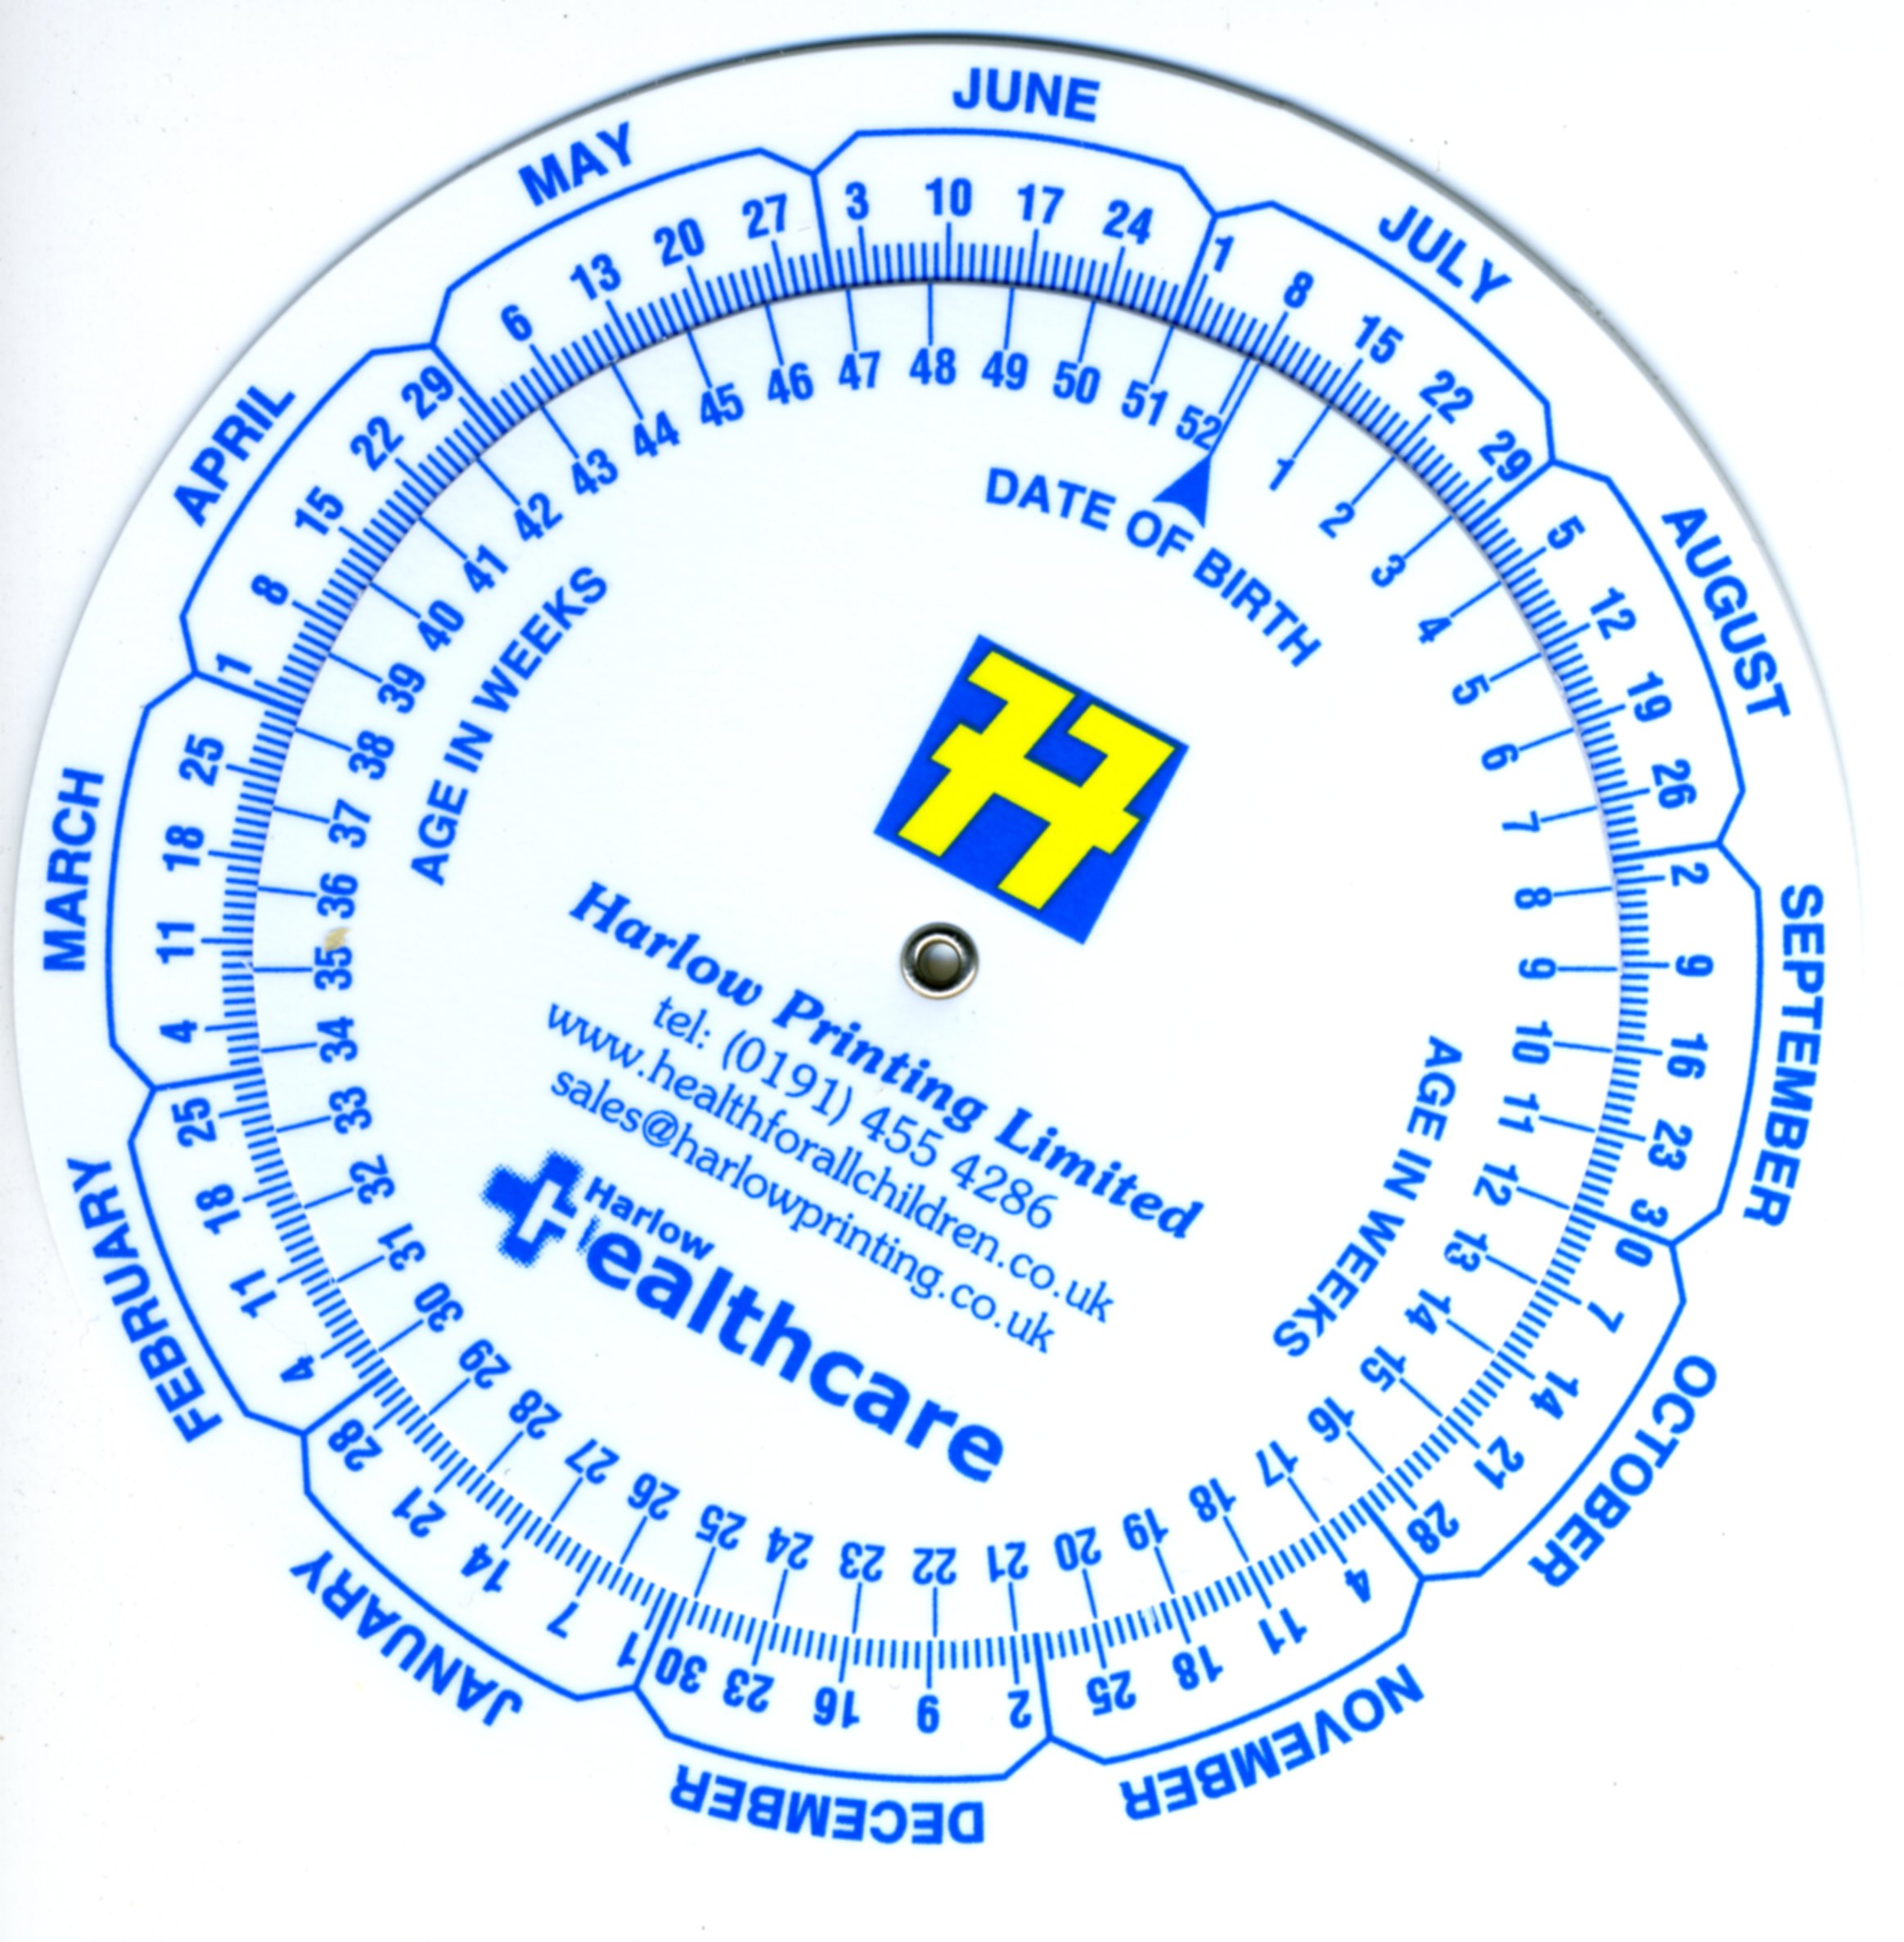 JANUARY
1 7 14 21 28
FEBRUARY
4 11 18 25
MARCH
4 11 18 25
APRIL
1 8 15 22 29
MAY
6 13 20 27
JUNE
3 10 17 24
JULY
1 8 15 22 29
AUGUST
5 12 19 26
SEPTEMBER
2 9 16 23 30
OCTOBER
7 14 21 28
NOVEMBER
4 11 18 25
DECEMBER
2 9 16 23 30
DATE OF BIRTH
1 2 3 4 5 6 7 8 9 10 11 12 13 14 15 16 17 18 19 20 21 22 23 24 25 26 27 28 29 30 31 32 33 34 35 36 37 38 39 40 41 42 43 44 45 46 47 48 49 50 51 52
AGE IN WEEKS
AGE IN WEEKS
Harlow Printing Limited
tel: (0191) 455 4286
www.healthforallchildren.co.uk
sales@harlowprinting.co.uk
Harlow
Healthcare